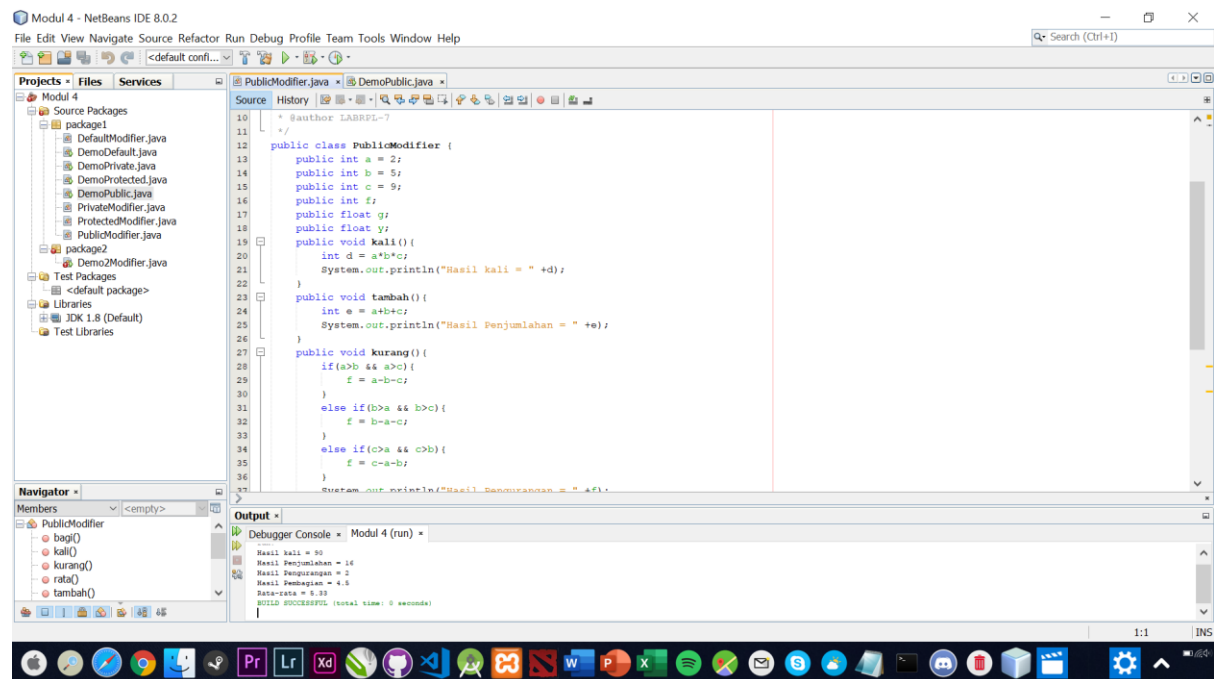 Modul 4 - NetBeans IDE 8.0.2
File Edit View Navigate Source Refactor Run Debug Profile Team Tools Window Help
Search (Ctrl+I)
<default confi...
Projects Files Services
Modul 4
Source Packages
package1
DefaultModifier.java
DemoDefault.java
DemoPrivate.java
DemoProtected.java
DemoPublic.java
PrivateModifier.java
ProtectedModifier.java
PublicModifier.java
package2
Demo2Modifier.java
Test Packages
<default package>
Libraries
JDK 1.8 (Default)
Test Libraries
Navigator
Members <empty>
PublicModifier
bagi()
kali()
kurang()
rata()
tambah()
PublicModifier.java DemoPublic.java
Source History
10 * @author LABRPL-7
11 */
12 public class PublicModifier {
13 public int a = 2;
14 public int b = 5;
15 public int c = 9;
16 public int f;
17 public float g;
18 public float y;
19 public void kali(){
20 int d = a*b*c;
21 System.out.println("Hasil kali = " +d);
22 }
23 public void tambah(){
24 int e = a+b+c;
25 System.out.println("Hasil Penjumlahan = " +e);
26 }
27 public void kurang(){
28 if(a>b && a>c){
29 f = a-b-c;
30 }
31 else if(b>a && b>c){
32 f = b-a-c;
33 }
34 else if(c>a && c>b){
35 f = c-a-b;
36 }
37 System.out.println("Hasil Pengurangan = " +f);
Output
Debugger Console Modul 4 (run)
Hasil kali = 90
Hasil Penjumlahan = 16
Hasil Pengurangan = 2
Hasil Pembagian = 4.5
Rata-rata = 5.33
BUILD SUCCESSFUL (total time: 0 seconds)
1:1 INS
Pr Lr Xd W P X S